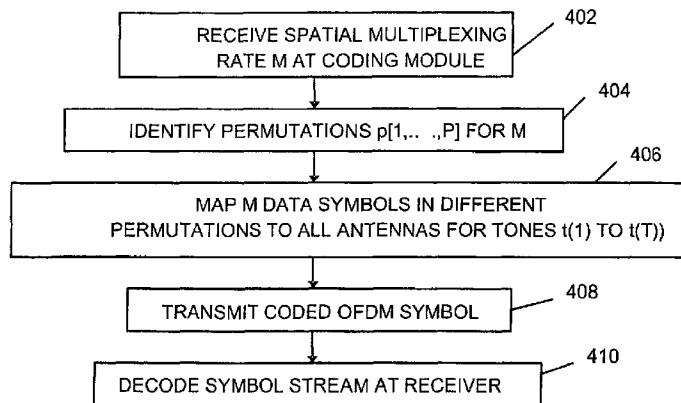 RECEIVE SPATIAL MULTIPLEXING
RATE M AT CODING MODULE
402
IDENTIFY PERMUTATIONS p[1,.. .,P] FOR M
404
MAP M DATA SYMBOLS IN DIFFERENT
PERMUTATIONS TO ALL ANTENNAS FOR TONES t(1) TO t(T))
406
TRANSMIT CODED OFDM SYMBOL
408
DECODE SYMBOL STREAM AT RECEIVER
410